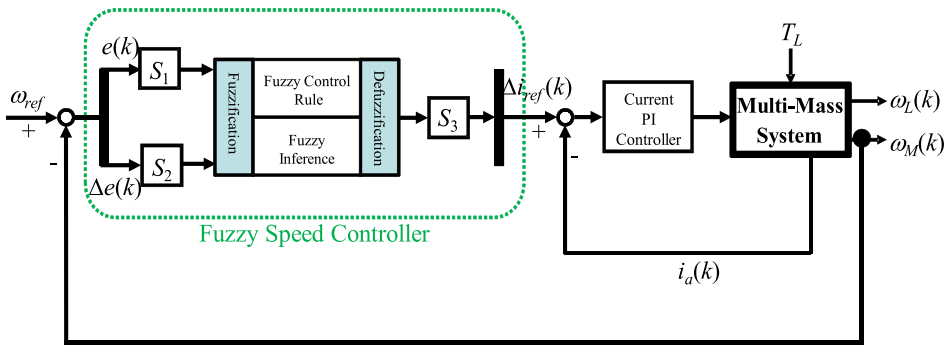 ω_ref
+
-
e(k)
Δe(k)
S_1
S_2
Fuzzification
Fuzzy Control
Rule
Fuzzy
Inference
Defuzzification
S_3
Fuzzy Speed Controller
Δi_ref(k)
+
-
Current
PI
Controller
T_L
Multi-Mass
System
ω_L(k)
ω_M(k)
i_a(k)